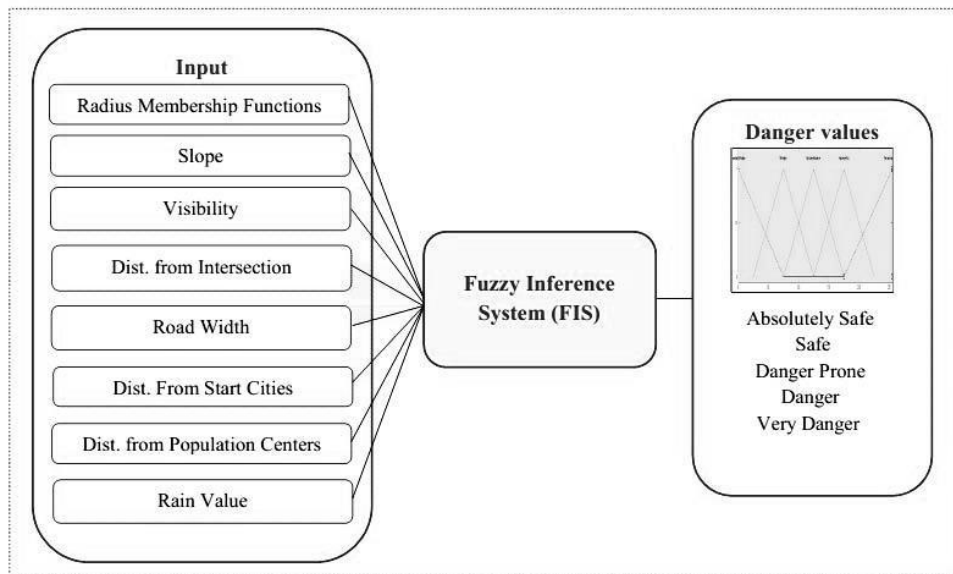 Input
Radius Membership Functions
Slope
Visibility
Dist. from Intersection
Road Width
Dist. From Start Cities
Dist. from Population Centers
Rain Value
Fuzzy Inference
System (FIS)
Danger values
Absolutely Safe
Safe
Danger Prone
Danger
Very Danger